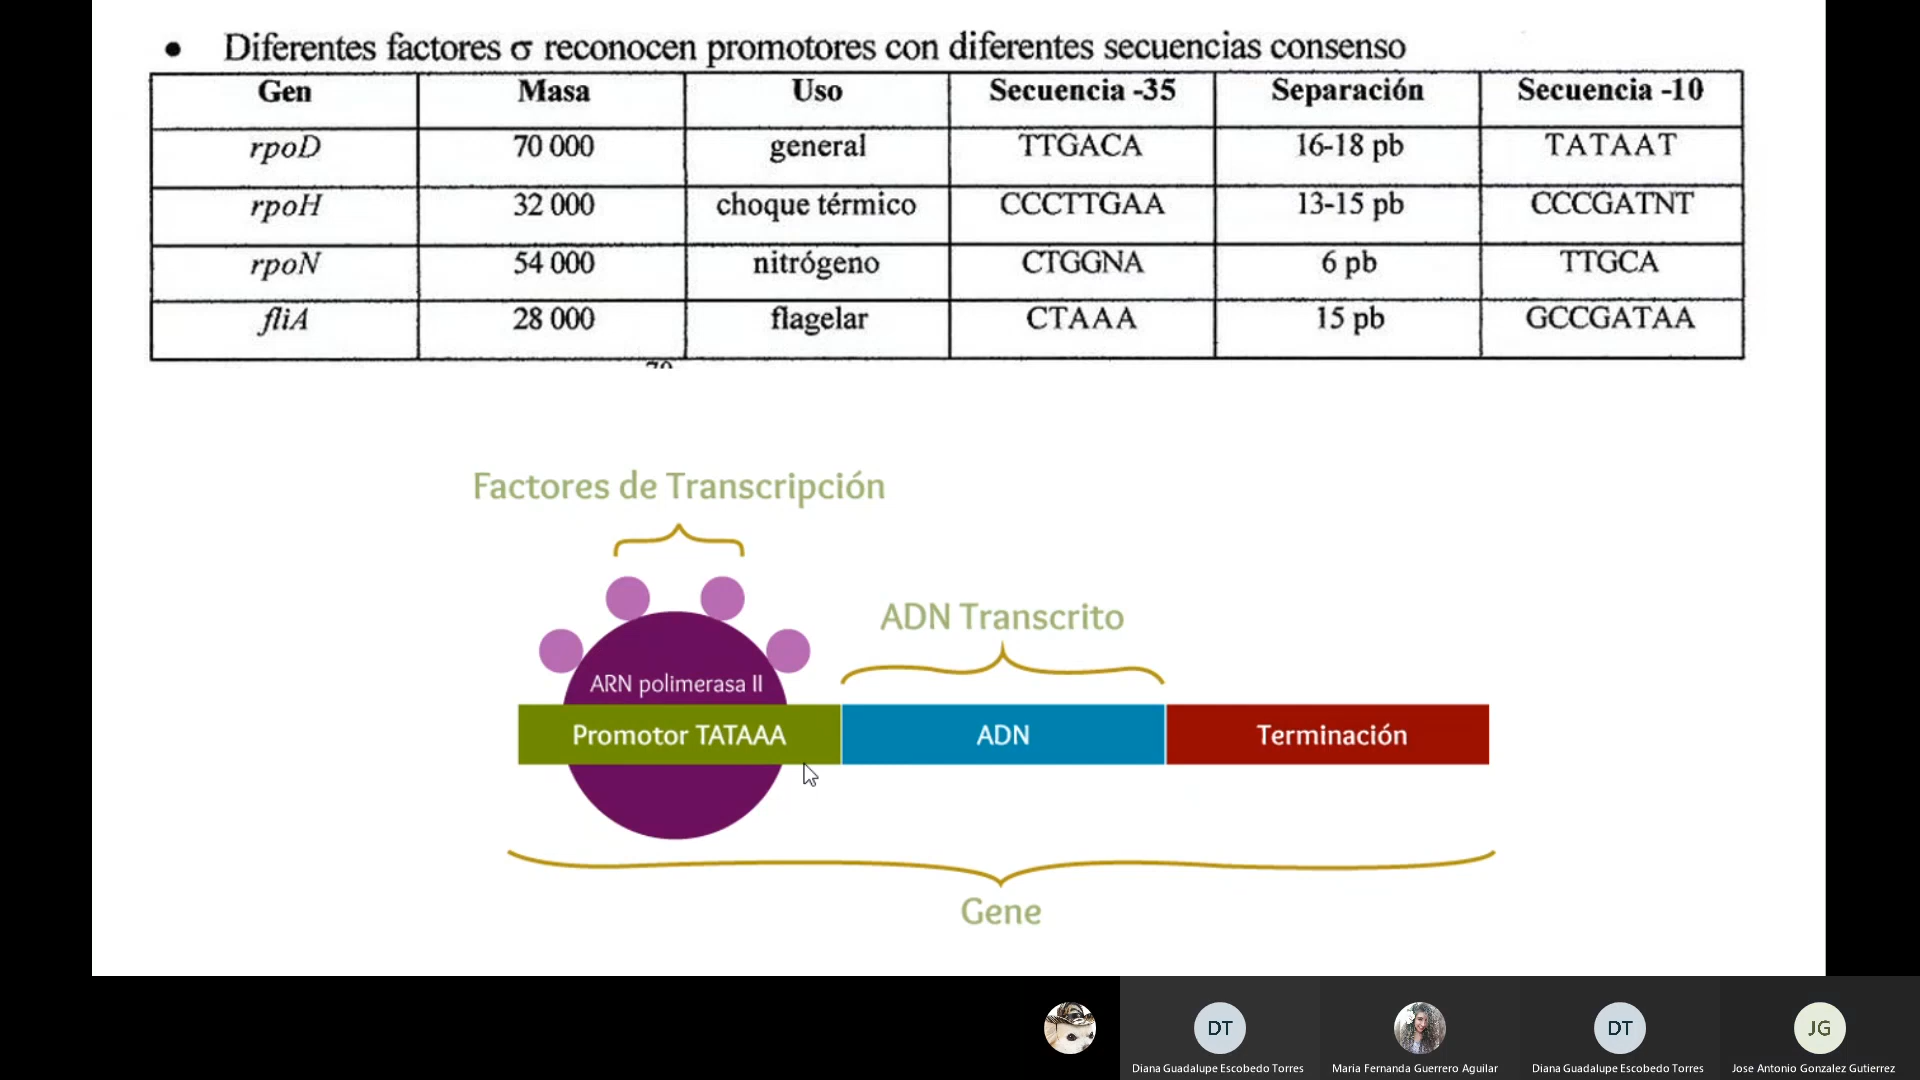 • Diferentes factores σ reconocen promotores con diferentes secuencias consenso
Gen Masa Uso Secuencia -35 Separación Secuencia -10
rpoD 70 000 general TTGACA 16-18 pb TATAAT
rpoH 32 000 choque térmico CCCTTGAA 13-15 pb CCCGATNT
rpoN 54 000 nitrógeno CTGGNA 6 pb TTGCA
fliA 28 000 flagelar CTAAA 15 pb GCCGATAA
Factores de Transcripción
ADN Transcrito
ARN polimerasa II
Promotor TATAAA ADN Terminación
Gene
DT DT JG
Diana Guadalupe Escobedo Torres Maria Fernanda Guerrero Aguilar Diana Guadalupe Escobedo Torres Jose Antonio Gonzalez Gutierrez